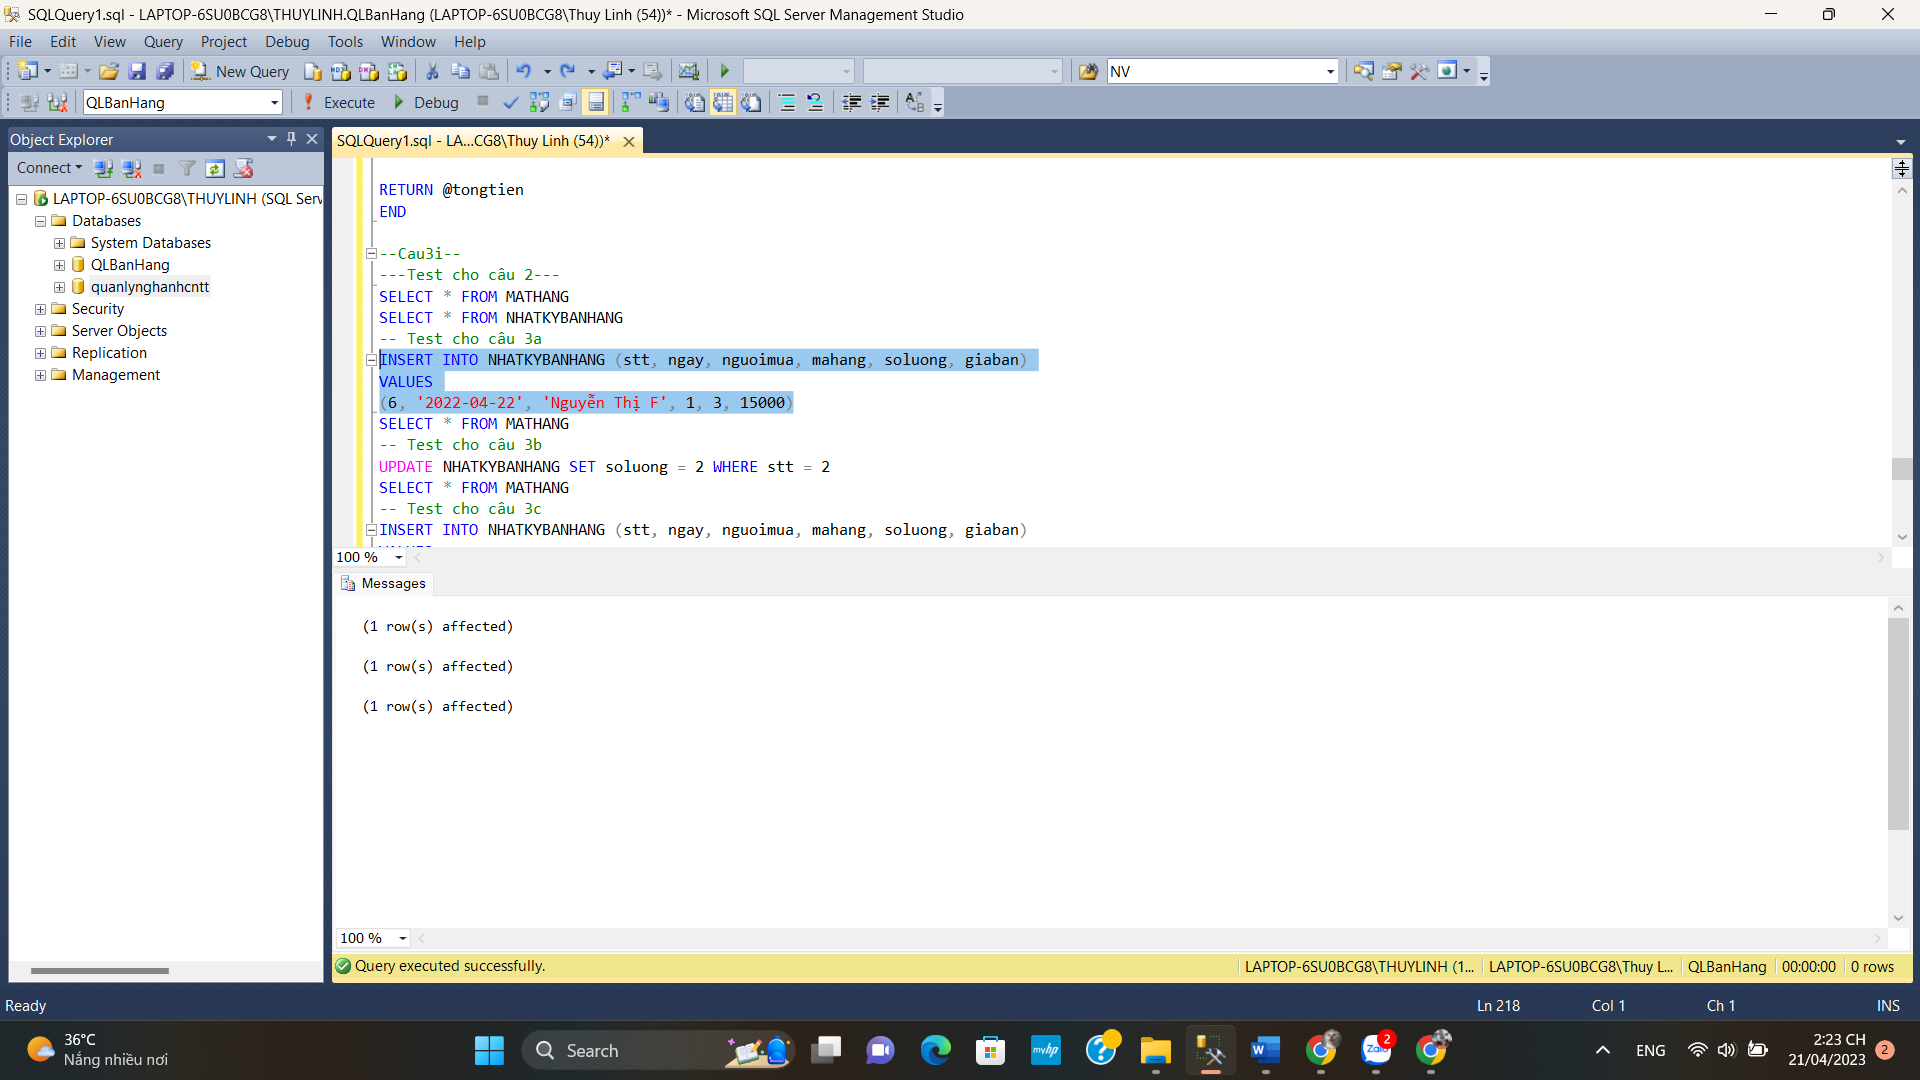 SQLQuery1.sql - LAPTOP-6SU0BCG8\THUYLINH.QLBanHang (LAPTOP-6SU0BCG8\Thuy Linh (54))* - Microsoft SQL Server Management Studio
File Edit View Query Project Debug Tools Window Help
New Query NV
QLBanHang Execute Debug
Object Explorer
Connect
LAPTOP-6SU0BCG8\THUYLINH (SQL Serv
Databases
System Databases
QLBanHang
quanlynghanhcntt
Security
Server Objects
Replication
Management
SQLQuery1.sql - LA...CG8\Thuy Linh (54))*
RETURN @tongtien
END
--Cau3i--
---Test cho câu 2---
SELECT * FROM MATHANG
SELECT * FROM NHATKYBANHANG
-- Test cho câu 3a
INSERT INTO NHATKYBANHANG (stt, ngay, nguoimua, mahang, soluong, giaban)
VALUES
(6, '2022-04-22', 'Nguyễn Thị F', 1, 3, 15000)
SELECT * FROM MATHANG
-- Test cho câu 3b
UPDATE NHATKYBANHANG SET soluong = 2 WHERE stt = 2
SELECT * FROM MATHANG
-- Test cho câu 3c
INSERT INTO NHATKYBANHANG (stt, ngay, nguoimua, mahang, soluong, giaban)
100 %
Messages
(1 row(s) affected)
(1 row(s) affected)
(1 row(s) affected)
100 %
Query executed successfully. LAPTOP-6SU0BCG8\THUYLINH (1... LAPTOP-6SU0BCG8\Thuy L... QLBanHang 00:00:00 0 rows
Ready Ln 218 Col 1 Ch 1 INS
36°C
Nắng nhiều nơi
Search
myhp
Zalo
2
ENG
2:23 CH
21/04/2023
2